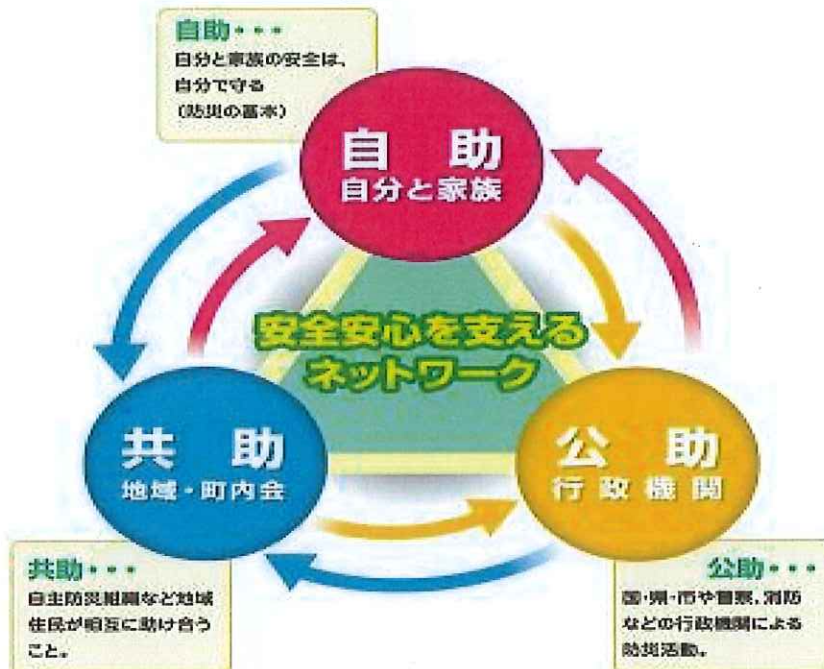 自助・・・
自分と家族の安全は、
自分で守る
(防災の基本)
自 助
自分と家族
安全安心を支える
ネットワーク
共 助
地域・町内会
公 助
行政機関
共助・・・
自主防災組織など地域
住民が相互に助け合う
こと。
公助・・・
国・県・市や警察、消防
などの行政機関による
防災活動。